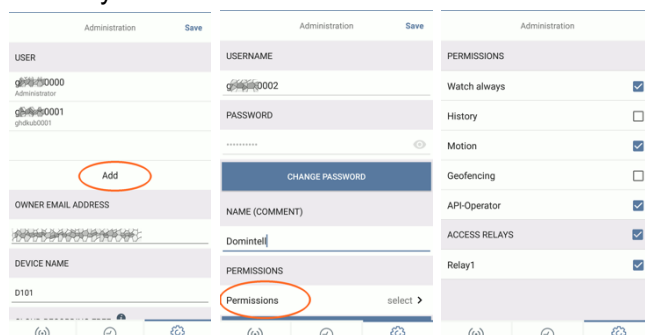 Administration Save
USER
0000
Administrator
0001
ghdkub0001
Add
OWNER EMAIL ADDRESS
DEVICE NAME
D101
Administration Save
USERNAME
0002
PASSWORD
··········
CHANGE PASSWORD
NAME (COMMENT)
Domintell
PERMISSIONS
Permissions select >
Administration
PERMISSIONS
Watch always
History
Motion
Geofencing
API-Operator
ACCESS RELAYS
Relay1